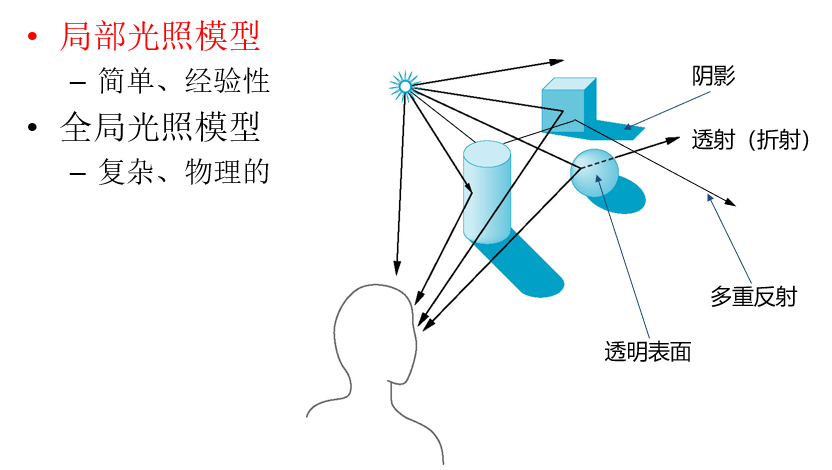 • 局部光照模型
– 简单、经验性
• 全局光照模型
– 复杂、物理的
阴影
透射（折射）
多重反射
透明表面